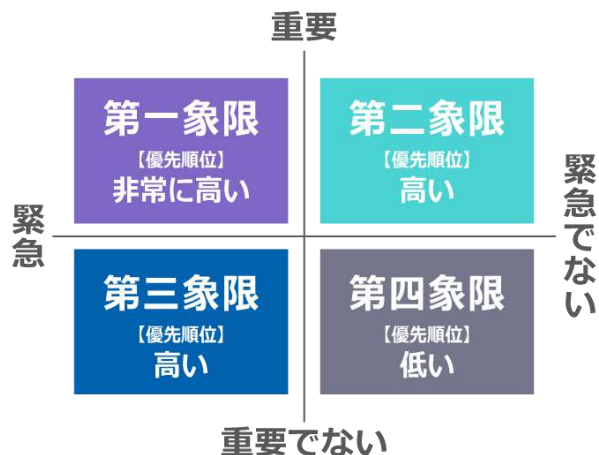 重要
第一象限
【優先順位】
非常に高い
第二象限
【優先順位】
高い
緊急
緊急でない
第三象限
【優先順位】
高い
第四象限
【優先順位】
低い
重要でない